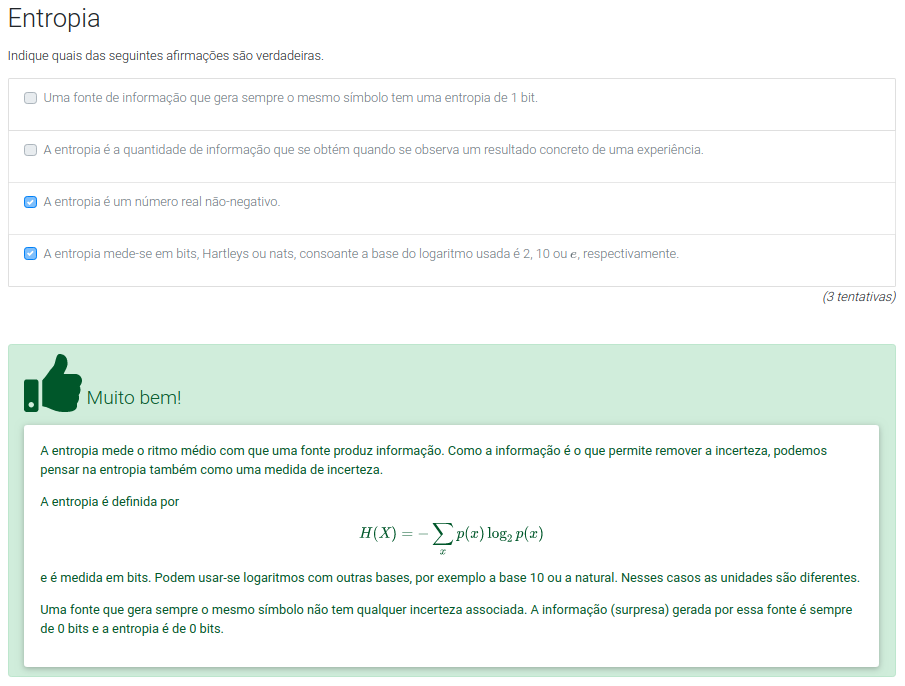 Entropia
Indique quais das seguintes afirmações são verdadeiras.
Uma fonte de informação que gera sempre o mesmo símbolo tem uma entropia de 1 bit.
A entropia é a quantidade de informação que se obtém quando se observa um resultado concreto de uma experiência.
A entropia é um número real não-negativo.
A entropia mede-se em bits, Hartleys ou nats, consoante a base do logaritmo usada é 2, 10 ou e, respectivamente.
(3 tentativas)
Muito bem!
A entropia mede o ritmo médio com que uma fonte produz informação. Como a informação é o que permite remover a incerteza, podemos
pensar na entropia também como uma medida de incerteza.
A entropia é definida por
H(X) = −∑ₓ p(x) log₂ p(x)
e é medida em bits. Podem usar-se logaritmos com outras bases, por exemplo a base 10 ou a natural. Nesses casos as unidades são diferentes.
Uma fonte que gera sempre o mesmo símbolo não tem qualquer incerteza associada. A informação (surpresa) gerada por essa fonte é sempre
de 0 bits e a entropia é de 0 bits.